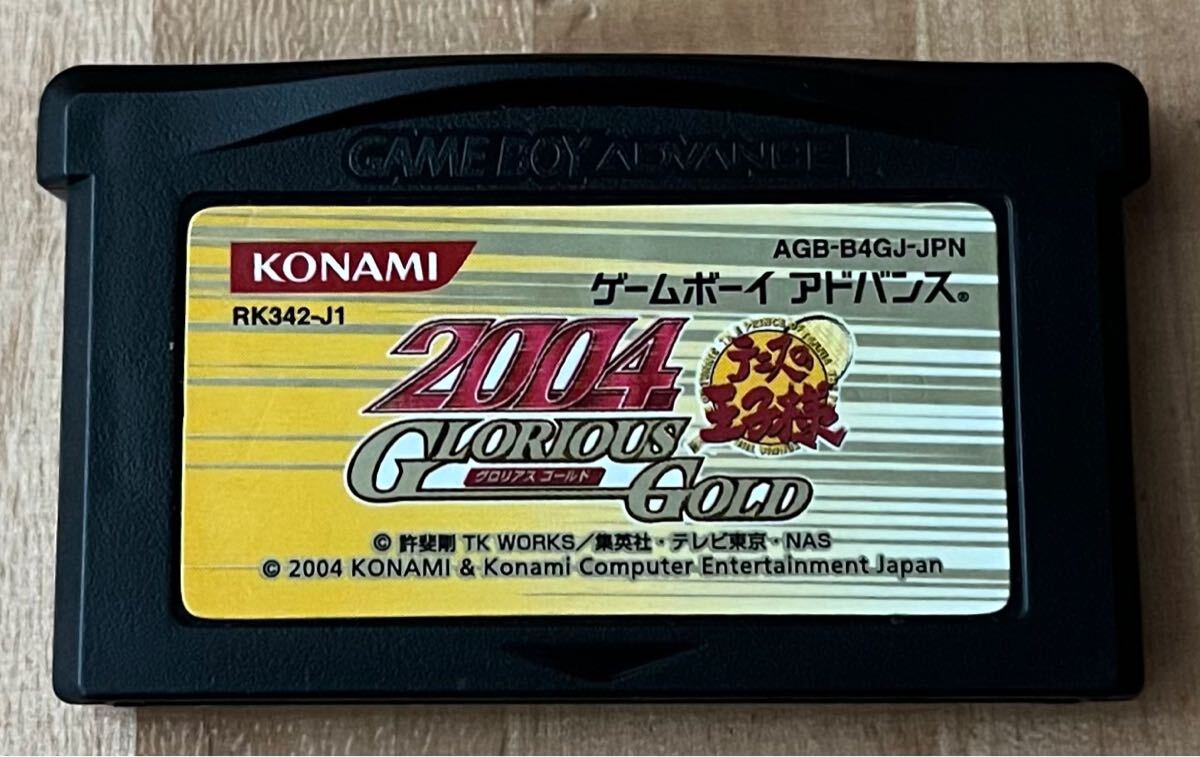 GAME BOY ADVANCE
KONAMI
AGB-B4GJ-JPN
ゲームボーイ アドバンス®
RK342-J1
2004
テニスの
王子様
GLORIOUS
グロリアス ゴールド
GOLD
© 許斐剛 TK WORKS／集英社・テレビ東京・NAS
© 2004 KONAMI & Konami Computer Entertainment Japan